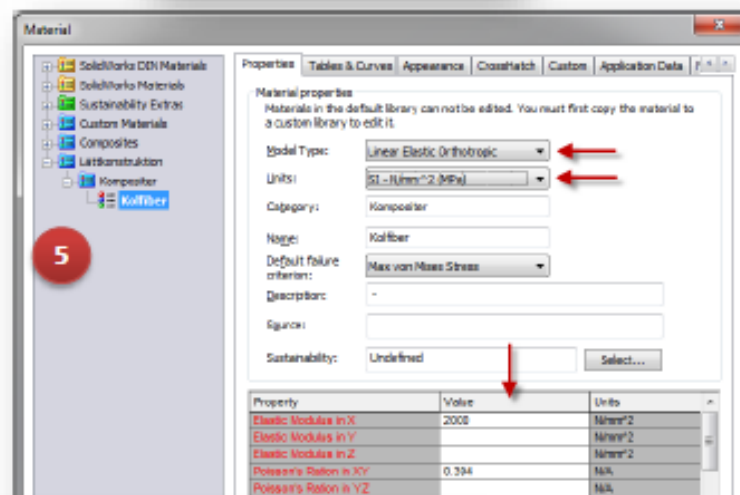 Material
SolidWorks DIN Materials
SolidWorks Materials
Sustainability Extras
Custom Materials
Composites
Lättkonstruktion
Kompositer
Kolfiber
5
Properties Tables & Curves Appearance CrossHatch Custom Application Data
Material properties
Materials in the default library can not be edited. You must first copy the material to
a custom library to edit it.
Model Type: Linear Elastic Orthotropic
Units: SI - N/mm^2 (MPa)
Category: Kompositer
Name: Kolfiber
Default failure
criterion: Max von Mises Stress
Description: -
Source:
Sustainability: Undefined Select...
Property Value Units
Elastic Modulus in X 2000 N/mm^2
Elastic Modulus in Y N/mm^2
Elastic Modulus in Z N/mm^2
Poisson's Ration in XY 0.394 N/A
Poisson's Ration in YZ N/A